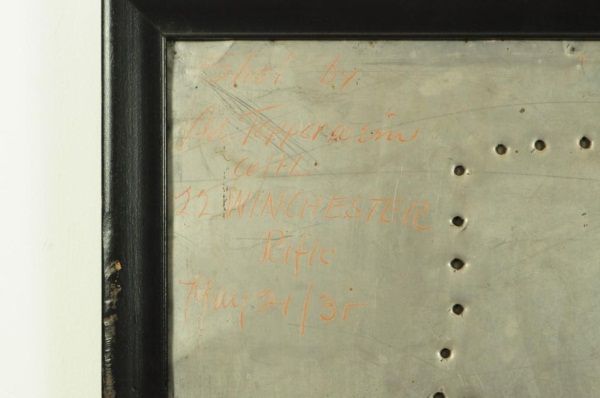 Shot by
Ad Topperwein
with
22 WINCHESTER
Rifle
May 21/35